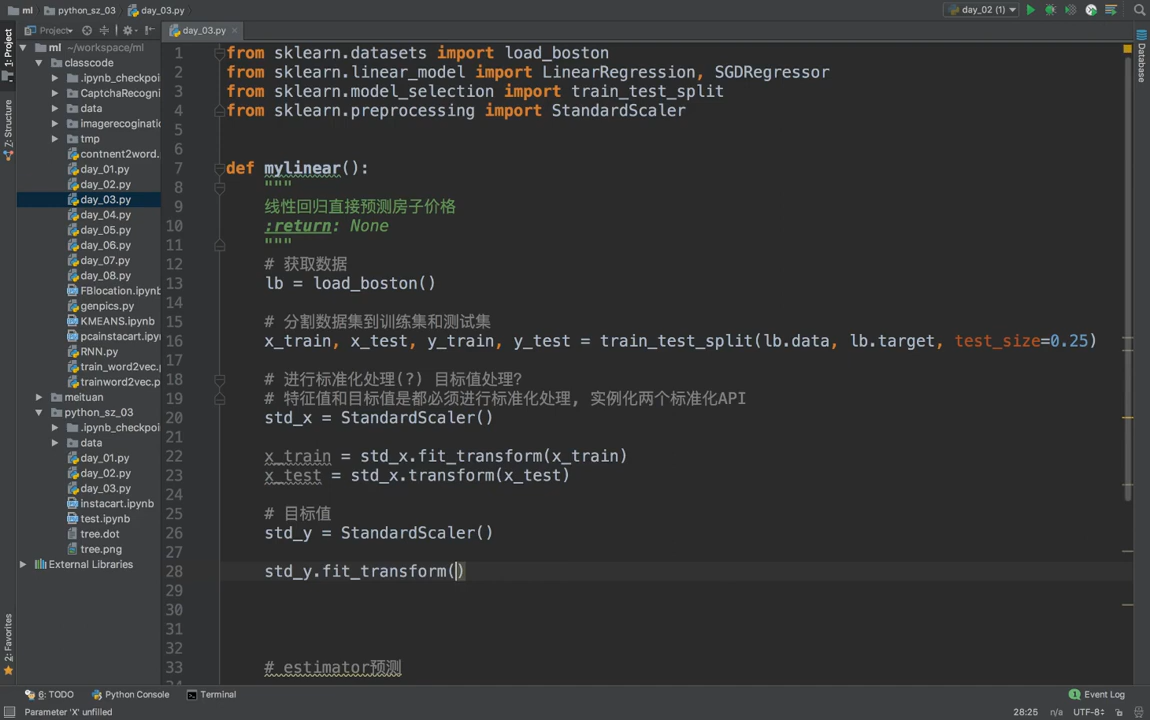 ml
python_sz_03
day_03.py
day_02 (1)
Project
day_03.py
1: Project
Z: Structure
2: Favorites
Database
ml ~/workspace/ml
classcode
.ipynb_checkpoi
CaptchaRecogni
data
imagerecoginatio
tmp
contnent2word.
day_01.py
day_02.py
day_03.py
day_04.py
day_05.py
day_06.py
day_07.py
day_08.py
FBlocation.ipynb
genpics.py
KMEANS.ipynb
pcainstacart.ipyn
RNN.py
train_word2vec.p
trainword2vec.p
meituan
python_sz_03
.ipynb_checkpoi
data
day_01.py
day_02.py
day_03.py
instacart.ipynb
test.ipynb
tree.dot
tree.png
External Libraries
1 from sklearn.datasets import load_boston
2 from sklearn.linear_model import LinearRegression, SGDRegressor
3 from sklearn.model_selection import train_test_split
4 from sklearn.preprocessing import StandardScaler
5
6
7 def mylinear():
8 """
9 线性回归直接预测房子价格
10 :return: None
11 """
12 # 获取数据
13 lb = load_boston()
14
15 # 分割数据集到训练集和测试集
16 x_train, x_test, y_train, y_test = train_test_split(lb.data, lb.target, test_size=0.25)
17
18 # 进行标准化处理(?) 目标值处理?
19 # 特征值和目标值是都必须进行标准化处理, 实例化两个标准化API
20 std_x = StandardScaler()
21
22 x_train = std_x.fit_transform(x_train)
23 x_test = std_x.transform(x_test)
24
25 # 目标值
26 std_y = StandardScaler()
27
28 std_y.fit_transform()
29
30
31
32
33 # estimator预测
6: TODO
Python Console
Terminal
1 Event Log
Parameter 'X' unfilled
28:25 n/a UTF-8